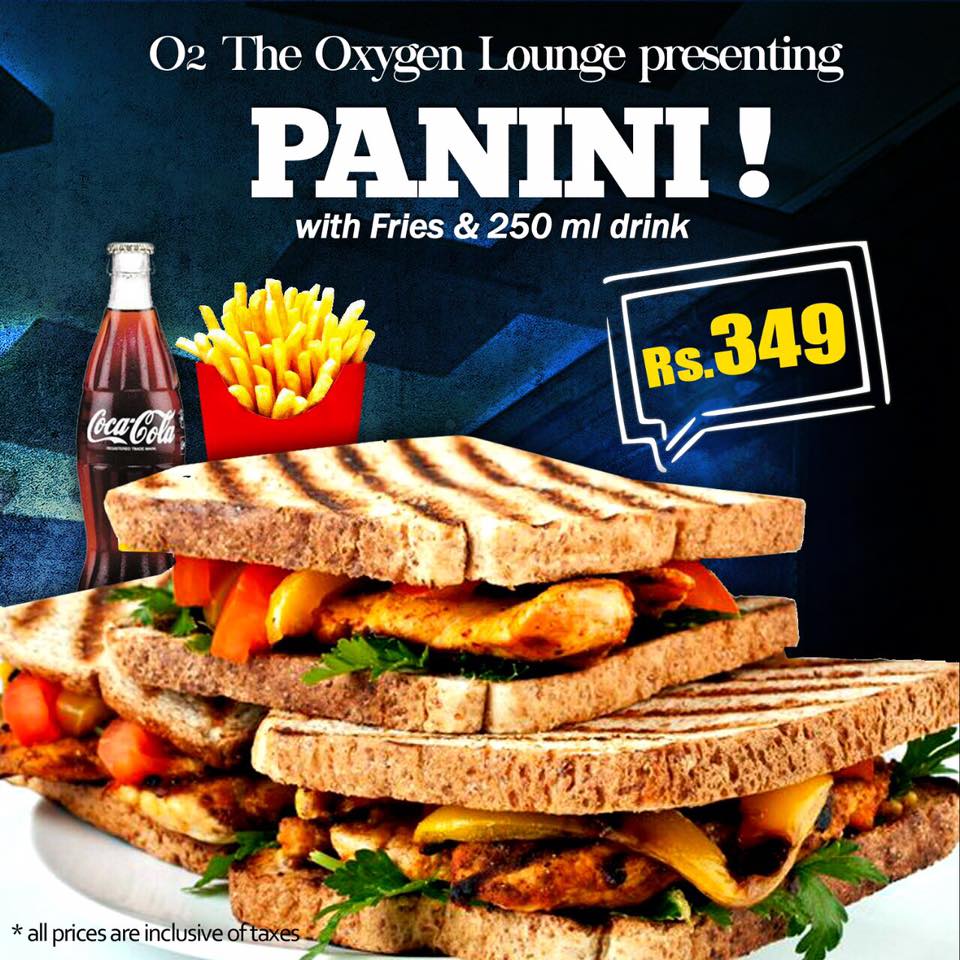 O2 The Oxygen Lounge presenting
PANINI !
with Fries & 250 ml drink
Rs.349
Coca-Cola
* all prices are inclusive of taxes